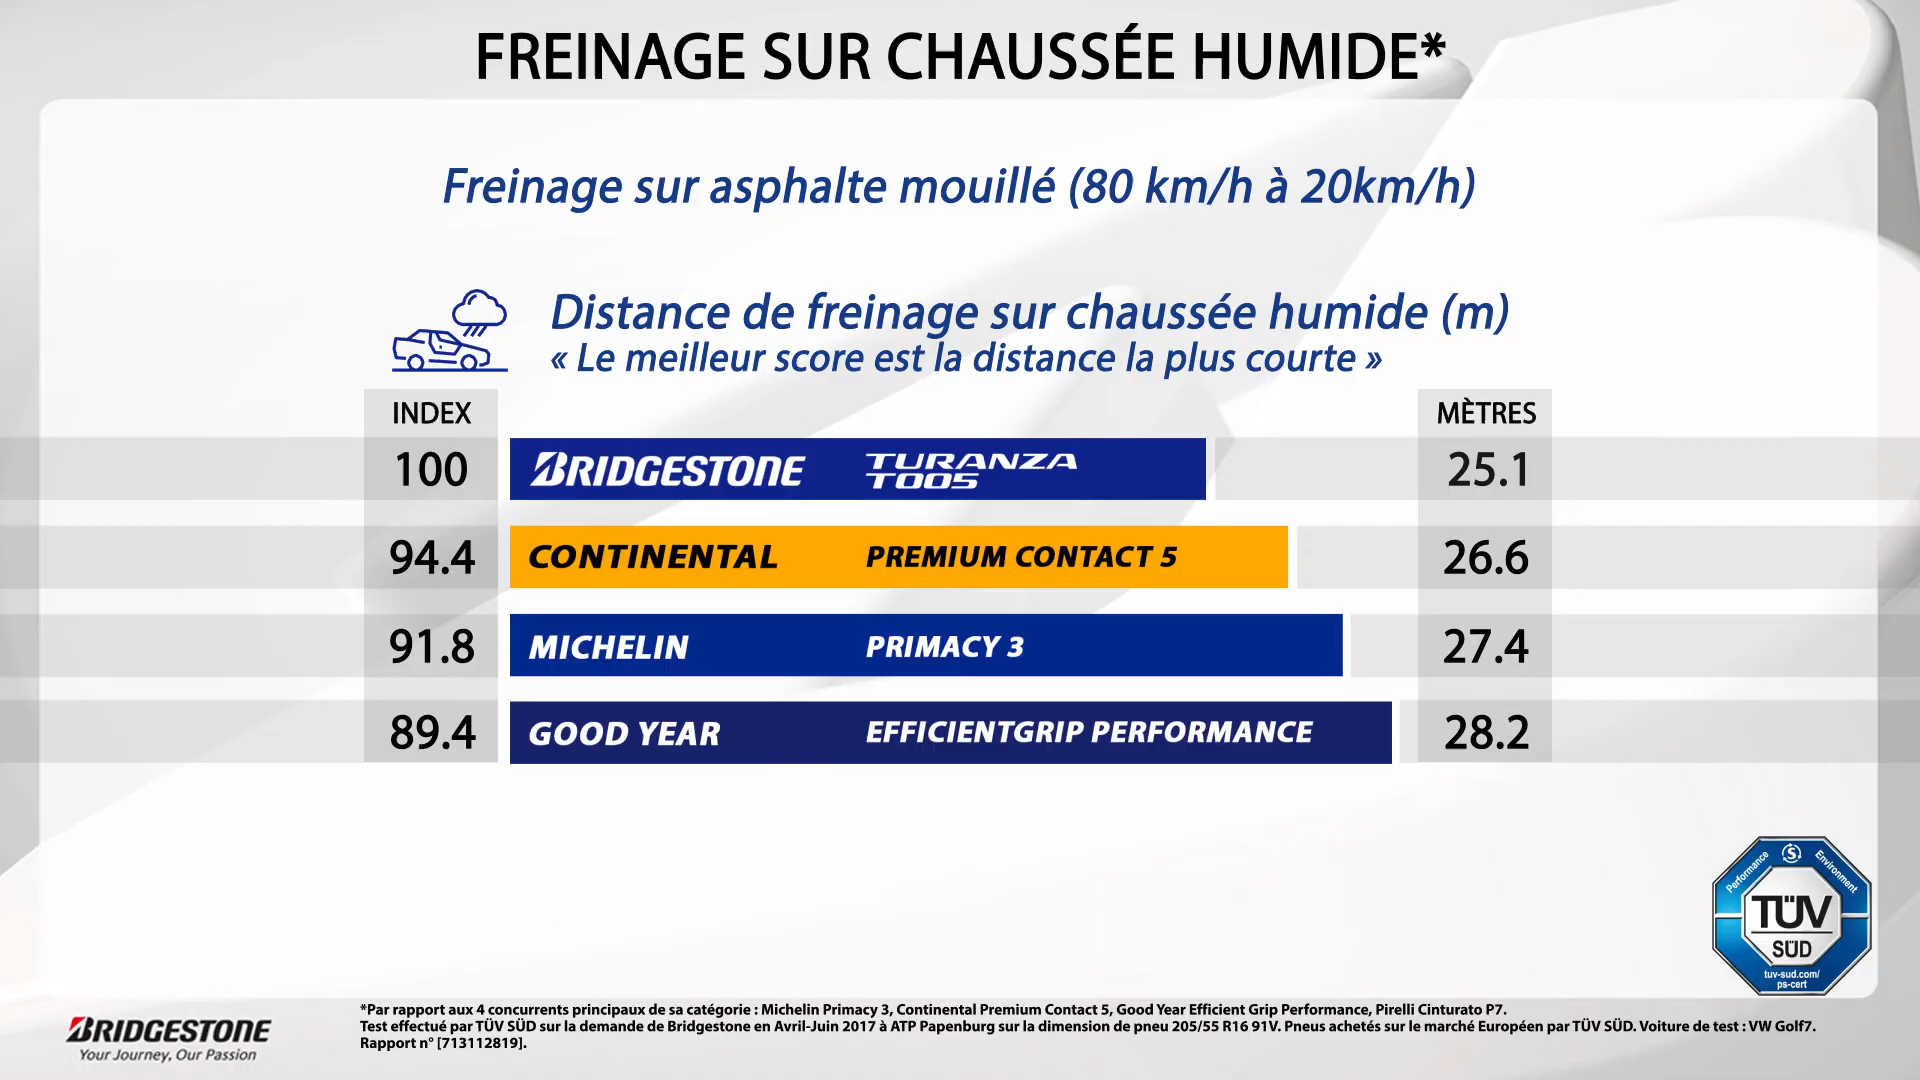 FREINAGE SUR CHAUSSÉE HUMIDE*
Freinage sur asphalte mouillé (80 km/h à 20km/h)
Distance de freinage sur chaussée humide (m)
« Le meilleur score est la distance la plus courte »
INDEX MÈTRES
100 BRIDGESTONE TURANZA T005 25.1
94.4 CONTINENTAL PREMIUM CONTACT 5 26.6
91.8 MICHELIN PRIMACY 3 27.4
89.4 GOOD YEAR EFFICIENTGRIP PERFORMANCE 28.2
Performance Environment
TÜV
SÜD
tuv-sud.com/
ps-cert
BRIDGESTONE
Your Journey, Our Passion
*Par rapport aux 4 concurrents principaux de sa catégorie : Michelin Primacy 3, Continental Premium Contact 5, Good Year Efficient Grip Performance, Pirelli Cinturato P7.
Test effectué par TÜV SÜD sur la demande de Bridgestone en Avril-Juin 2017 à ATP Papenburg sur la dimension de pneu 205/55 R16 91V. Pneus achetés sur le marché Européen par TÜV SÜD. Voiture de test : VW Golf7.
Rapport n° [713112819].